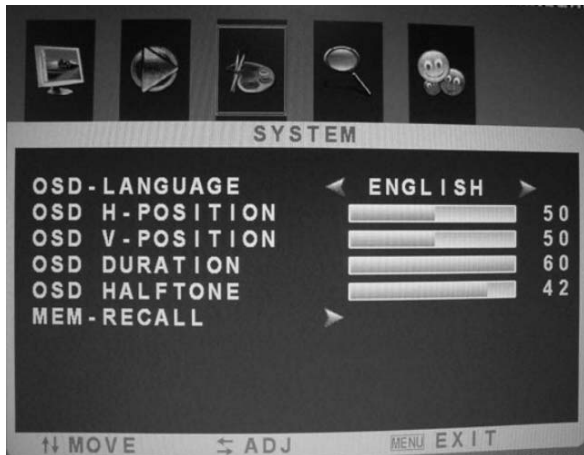 SYSTEM
OSD-LANGUAGE ENGLISH
OSD H-POSITION 50
OSD V-POSITION 50
OSD DURATION 60
OSD HALFTONE 42
MEM-RECALL
↑↓ MOVE ⇆ ADJ MENU EXIT